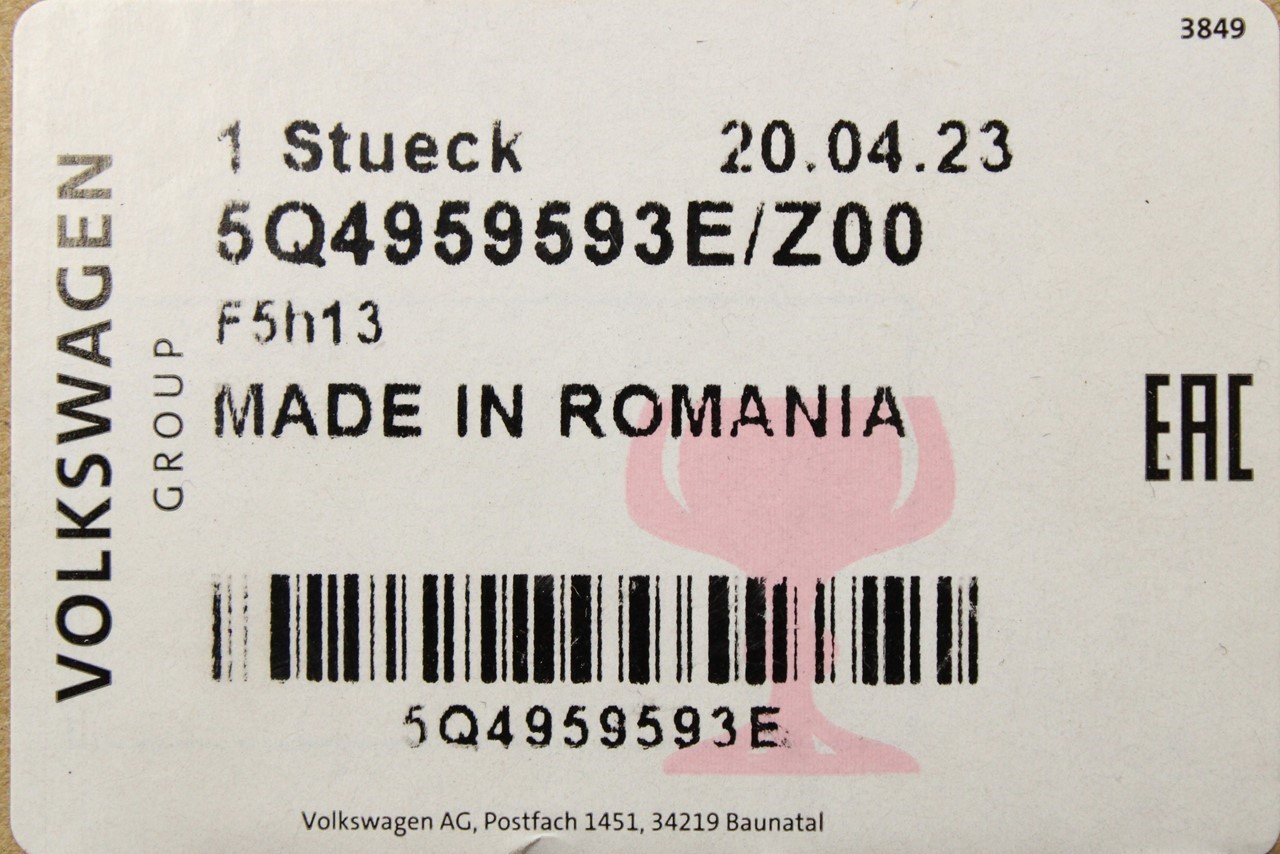 3849
1 Stueck 20.04.23
5Q4959593E/Z00
F5h13
MADE IN ROMANIA
VOLKSWAGEN
GROUP
EAC
5Q4959593E
Volkswagen AG, Postfach 1451, 34219 Baunatal